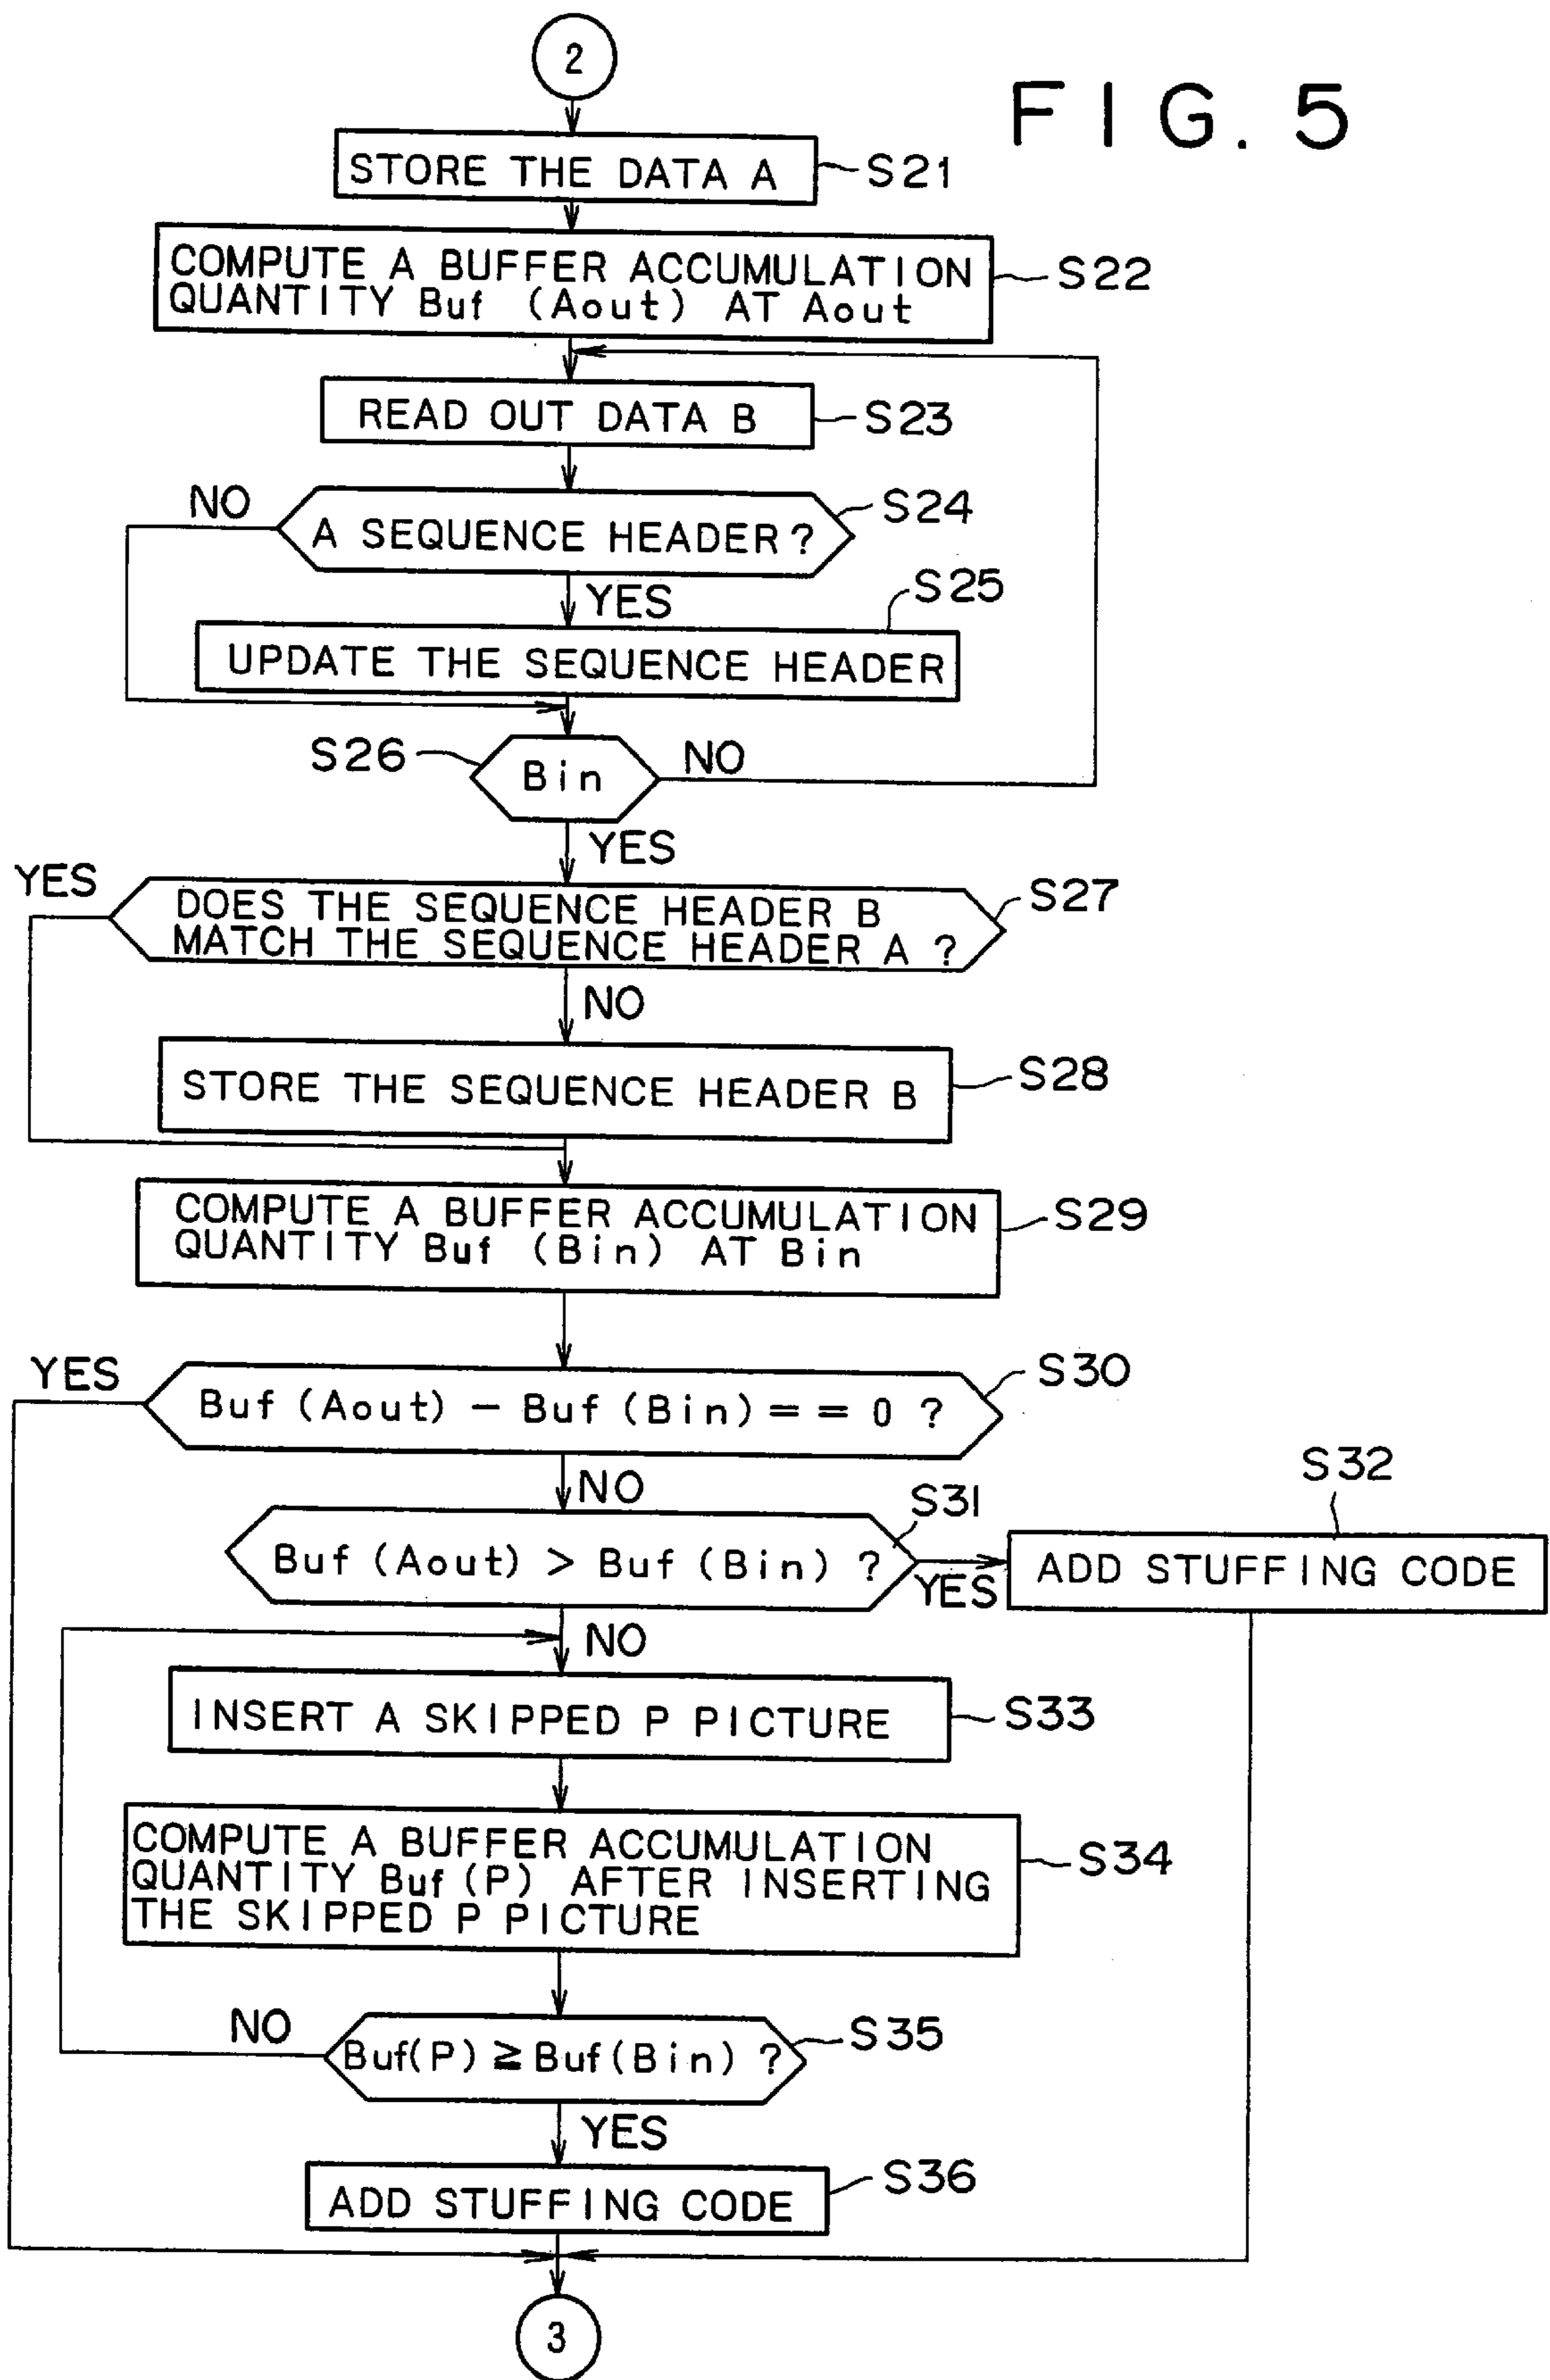 2
FIG. 5
STORE THE DATA A
S21
COMPUTE A BUFFER ACCUMULATION
QUANTITY Buf (Aout) AT Aout
S22
READ OUT DATA B
S23
NO
A SEQUENCE HEADER?
S24
YES
S25
UPDATE THE SEQUENCE HEADER
S26
Bin
NO
YES
YES
DOES THE SEQUENCE HEADER B
MATCH THE SEQUENCE HEADER A ?
S27
NO
STORE THE SEQUENCE HEADER B
S28
COMPUTE A BUFFER ACCUMULATION
QUANTITY Buf (Bin) AT Bin
S29
YES
Buf (Aout) — Buf (Bin) == 0 ?
S30
NO
S31
S32
Buf (Aout) > Buf (Bin) ?
YES
ADD STUFFING CODE
NO
INSERT A SKIPPED P PICTURE
S33
COMPUTE A BUFFER ACCUMULATION
QUANTITY Buf (P) AFTER INSERTING
THE SKIPPED P PICTURE
S34
NO
Buf(P) ≧ Buf(Bin) ?
S35
YES
ADD STUFFING CODE
S36
3